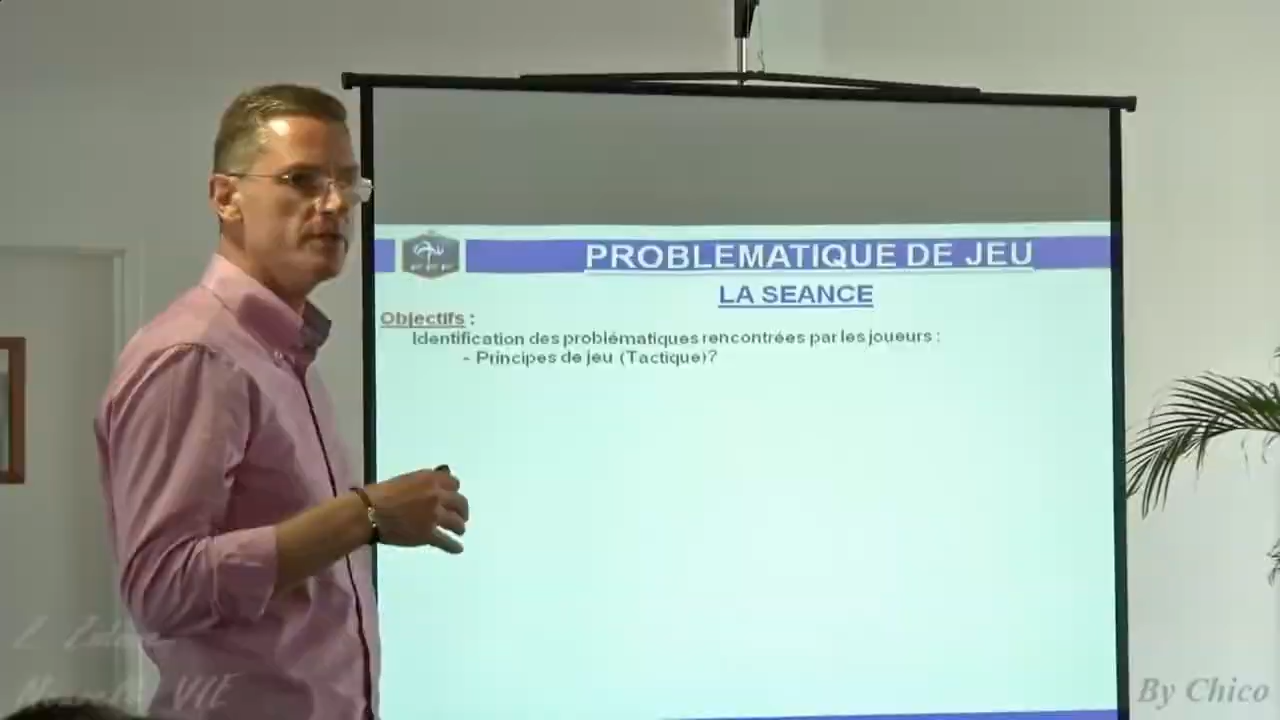 FFF
PROBLEMATIQUE DE JEU
LA SEANCE
Objectifs :
Identification des problématiques rencontrées par les joueurs :
- Principes de jeu (Tactique)?
By Chico